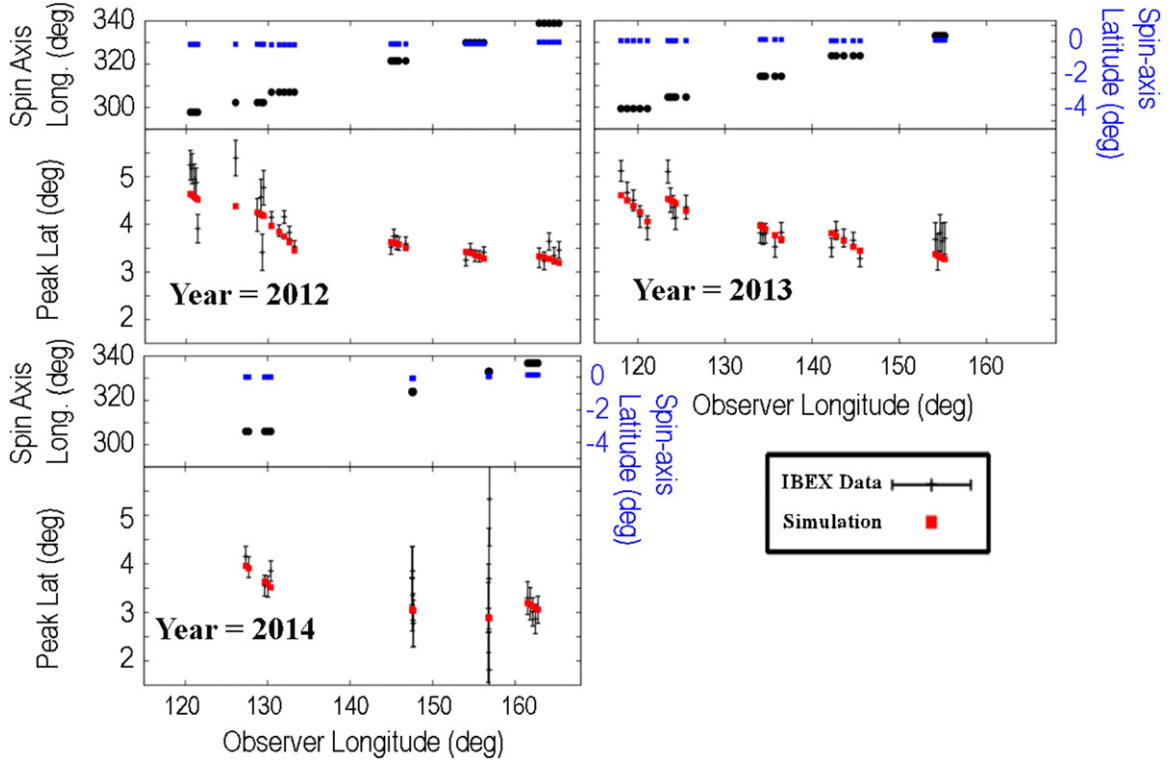 Spin Axis
Long. (deg)
340
320
300
Peak Lat (deg)
5
4
3
2
Year = 2012
0
-2
-4
Spin-axis
Latitude (deg)
Year = 2013
120
130
140
150
160
Observer Longitude (deg)
Spin Axis
Long. (deg)
340
320
300
0
-2
-4
Spin-axis
Latitude (deg)
Peak Lat (deg)
5
4
3
2
Year = 2014
120
130
140
150
160
Observer Longitude (deg)
IBEX Data
Simulation